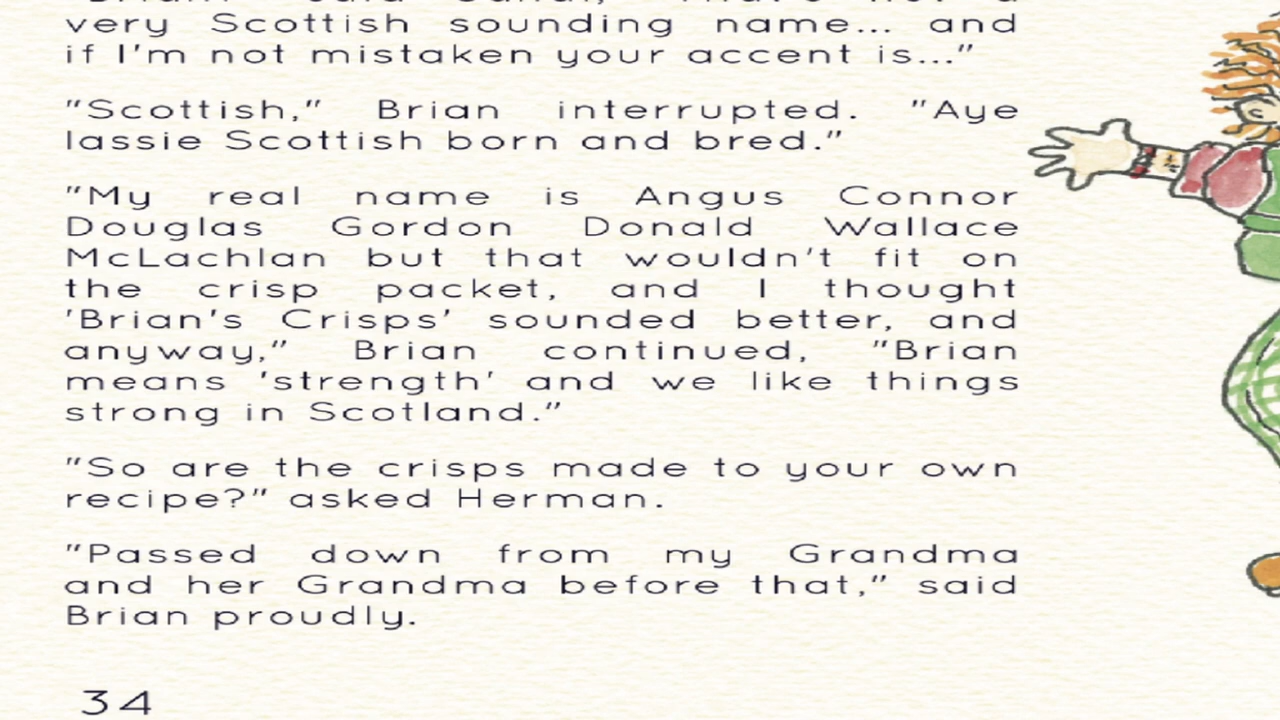 very Scottish sounding name... and
if I'm not mistaken your accent is..."
"Scottish," Brian interrupted. "Aye
lassie Scottish born and bred."
"My real name is Angus Connor
Douglas Gordon Donald Wallace
McLachlan but that wouldn't fit on
the crisp packet, and I thought
'Brian's Crisps' sounded better, and
anyway," Brian continued, "Brian
means 'strength' and we like things
strong in Scotland."
"So are the crisps made to your own
recipe?" asked Herman.
"Passed down from my Grandma
and her Grandma before that," said
Brian proudly.
34